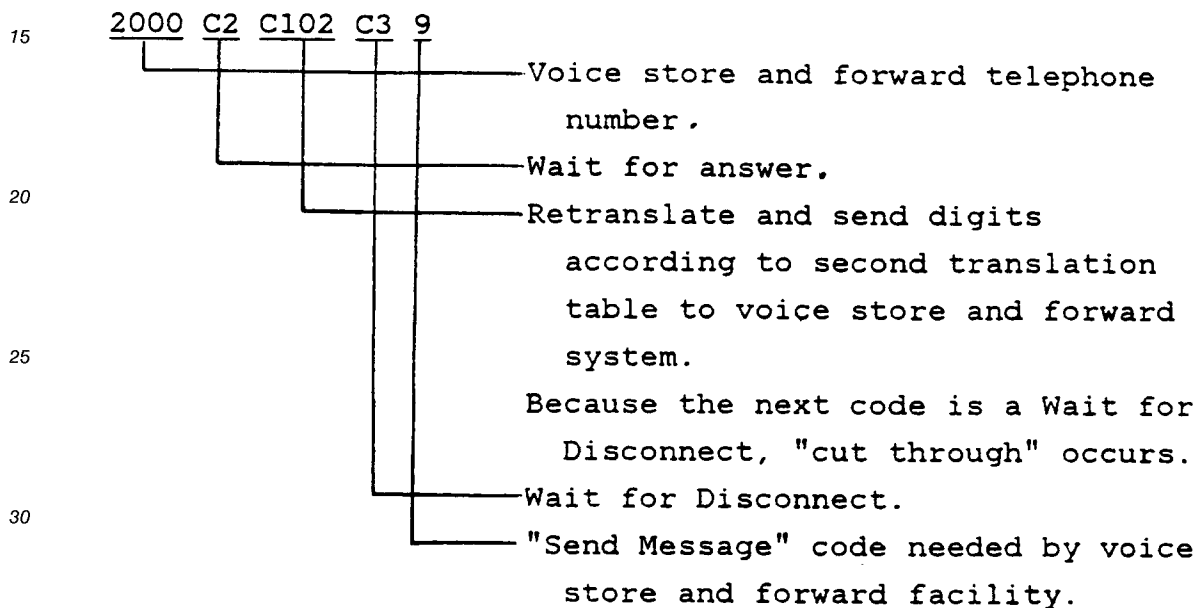 15 2000 C2 C102 C3 9
Voice store and forward telephone
number.
Wait for answer.
20 Retranslate and send digits
according to second translation
table to voice store and forward
25 system.
Because the next code is a Wait for
Disconnect, "cut through" occurs.
Wait for Disconnect.
30 "Send Message" code needed by voice
store and forward facility.